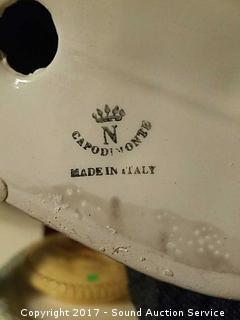 N
CAPODIMONTE
MADE IN ITALY
Copyright 2017 - Sound Auction Service